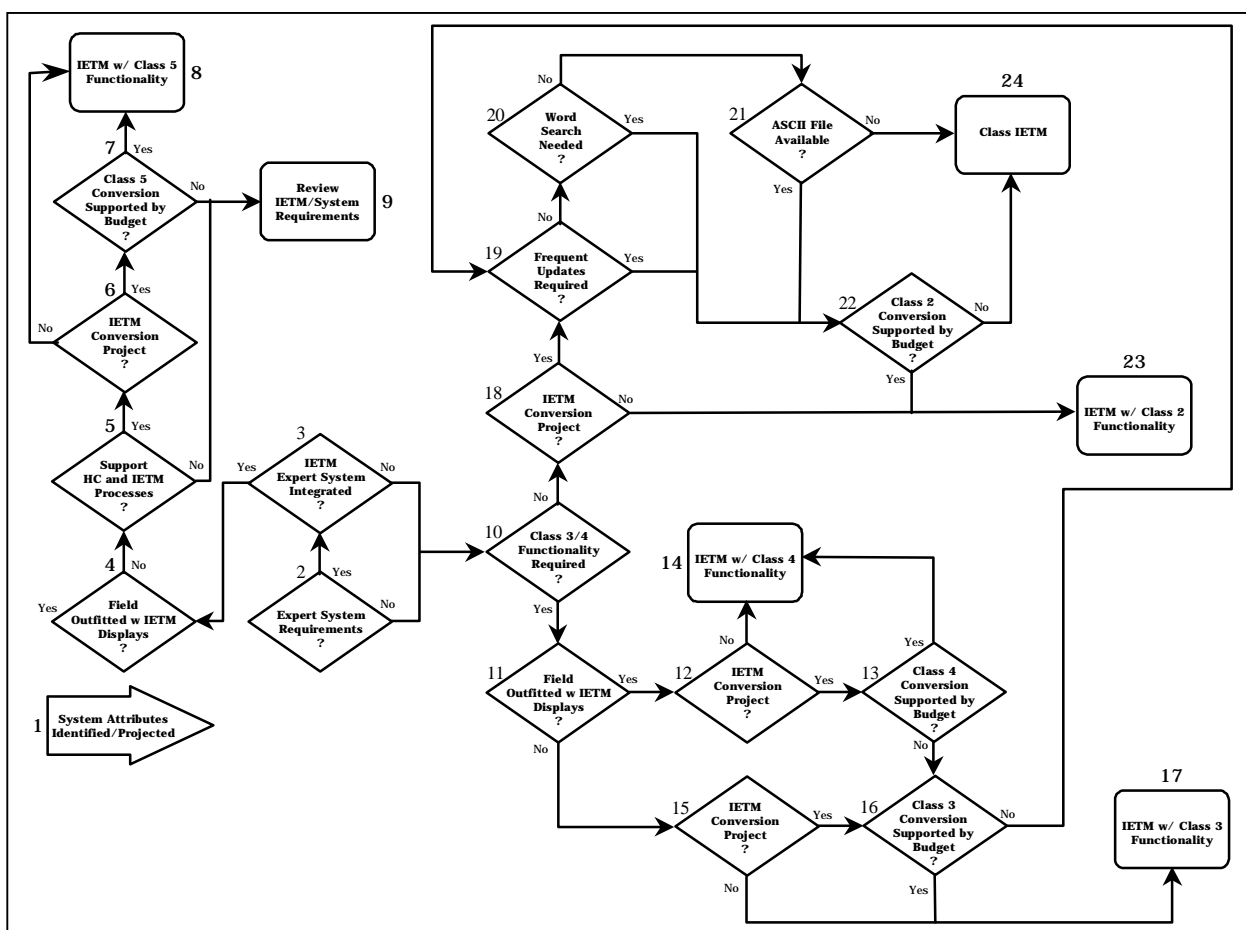 IETM w/ Class 5
Functionality
8
7
Yes
Class 5
Conversion
Supported by
Budget
?
No
Review
IETM/System
Requirements
9
6
Yes
No
IETM
Conversion
Project
?
5
Yes
Support
HC and IETM
Processes
?
No
4
No
Yes
Field
Outfitted w IETM
Displays
?
3
Yes
IETM
Expert System
Integrated
?
No
2
Yes
Expert System
Requirements
?
No
1
System Attributes
Identified/Projected
No
20
Word
Search
Needed
?
Yes
21
ASCII File
Available
?
No
Yes
24
Class IETM
No
19
Frequent
Updates
Required
?
Yes
22
Class 2
Conversion
Supported by
Budget
?
No
Yes
23
IETM w/ Class 2
Functionality
Yes
18
IETM
Conversion
Project
?
No
No
10
Class 3/4
Functionality
Required
?
Yes
14
IETM w/ Class 4
Functionality
11
Field
Outfitted w IETM
Displays
?
Yes
No
No
12
IETM
Conversion
Project
?
Yes
Yes
13
Class 4
Conversion
Supported by
Budget
?
No
15
IETM
Conversion
Project
?
Yes
No
16
Class 3
Conversion
Supported by
Budget
?
No
Yes
17
IETM w/ Class 3
Functionality